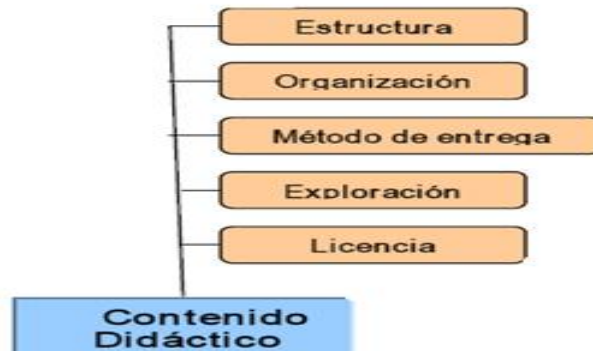 Estructura
Organización
Método de entrega
Exploración
Licencia
Contenido
Didáctico